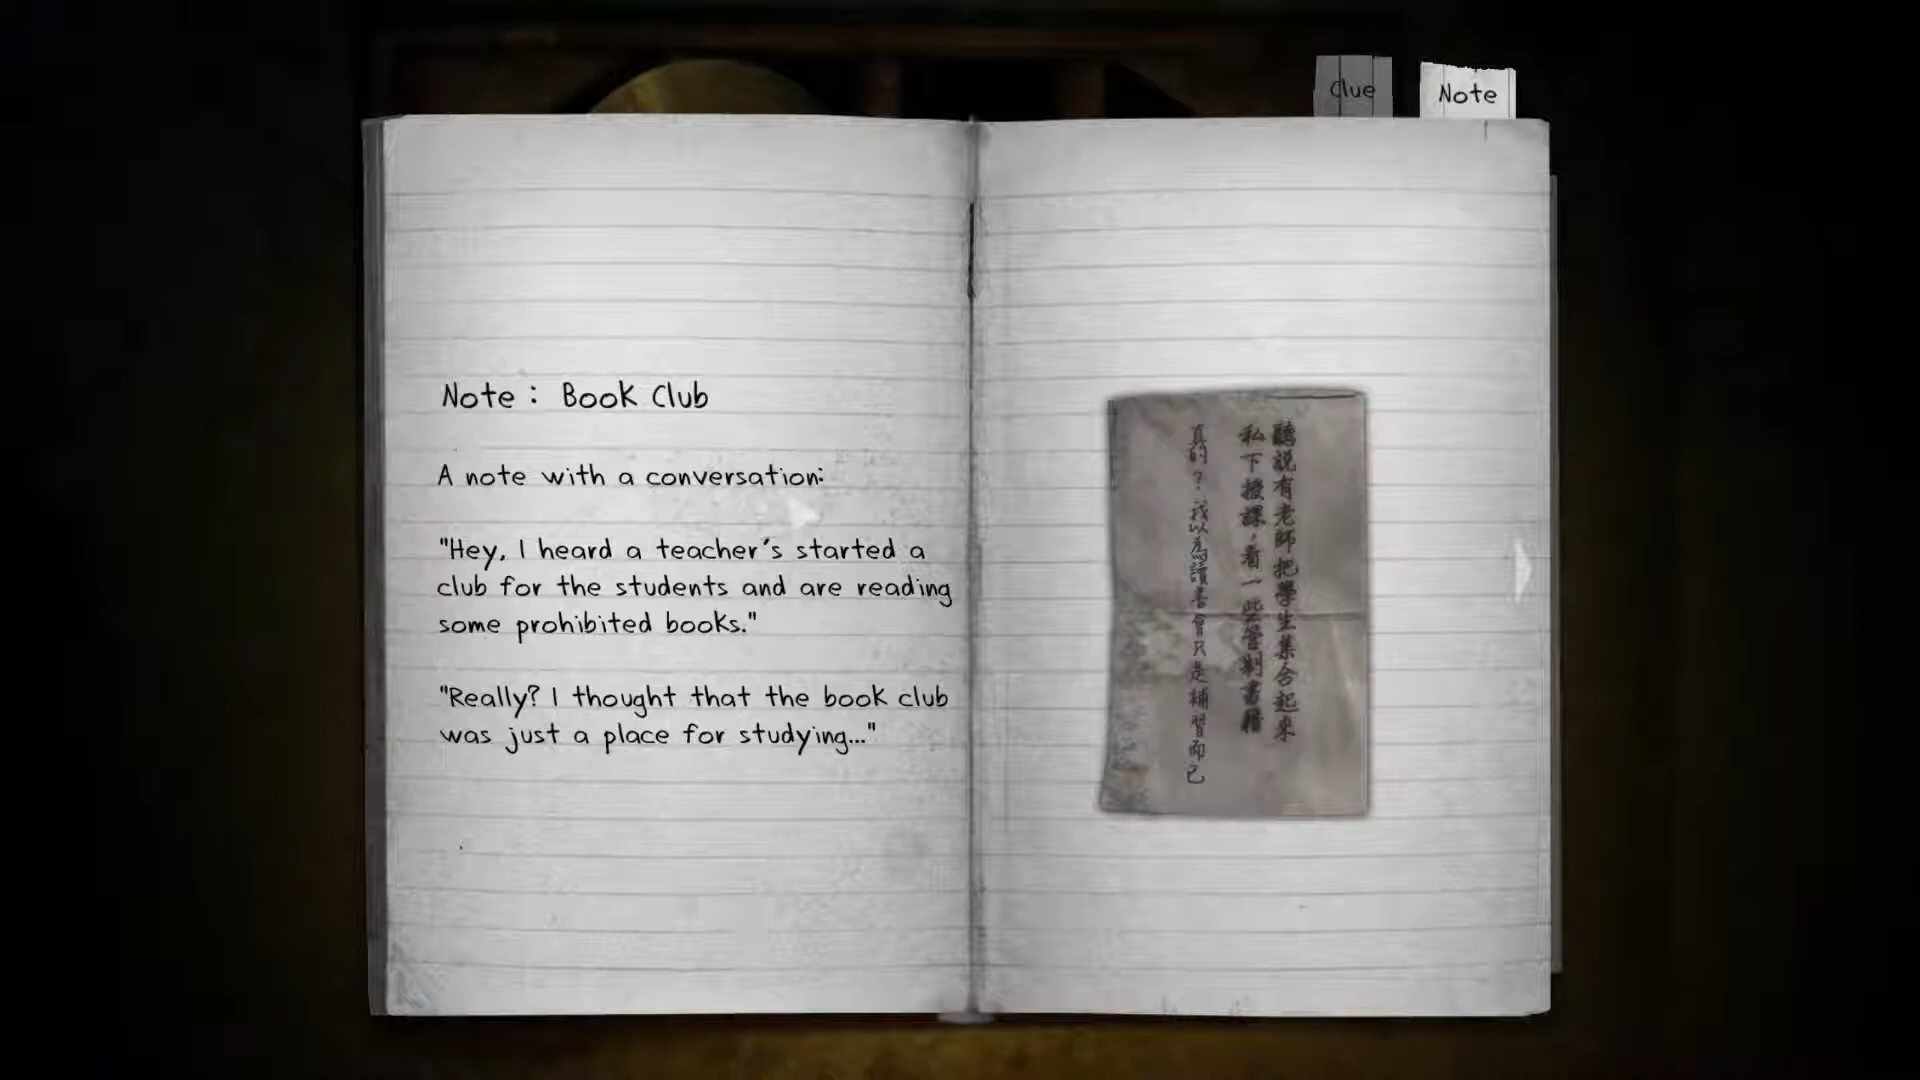 Clue
Note
Note : Book Club
A note with a conversation:
"Hey, I heard a teacher's started a
club for the students and are reading
some prohibited books."
"Really? I thought that the book club
was just a place for studying..."
聽說有老師把學生集合起來
私下授課，看一些管制書籍
真的？我以為讀書會只是補習而已